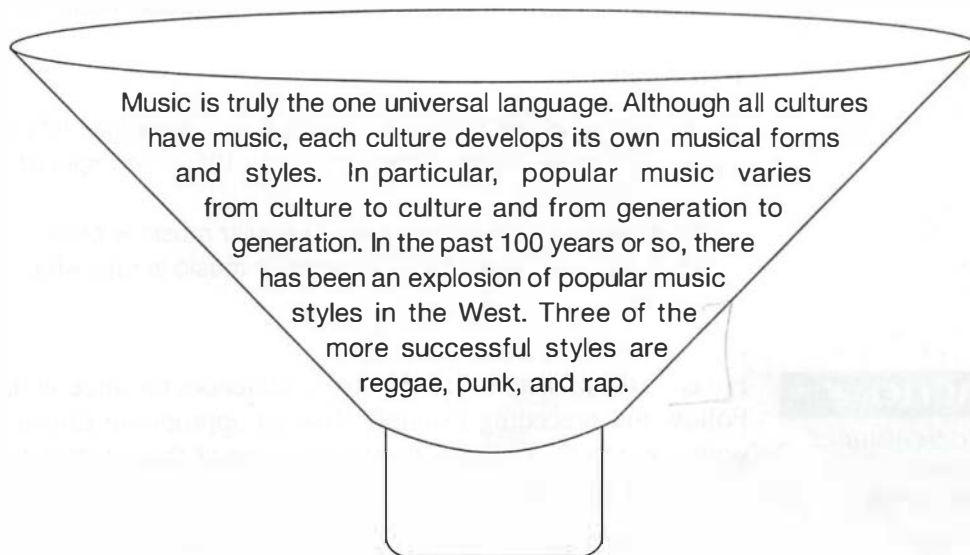 Music is truly the one universal language. Although all cultures
have music, each culture develops its own musical forms
and styles. In particular, popular music varies
from culture to culture and from generation to
generation. In the past 100 years or so, there
has been an explosion of popular music
styles in the West. Three of the
more successful styles are
reggae, punk, and rap.